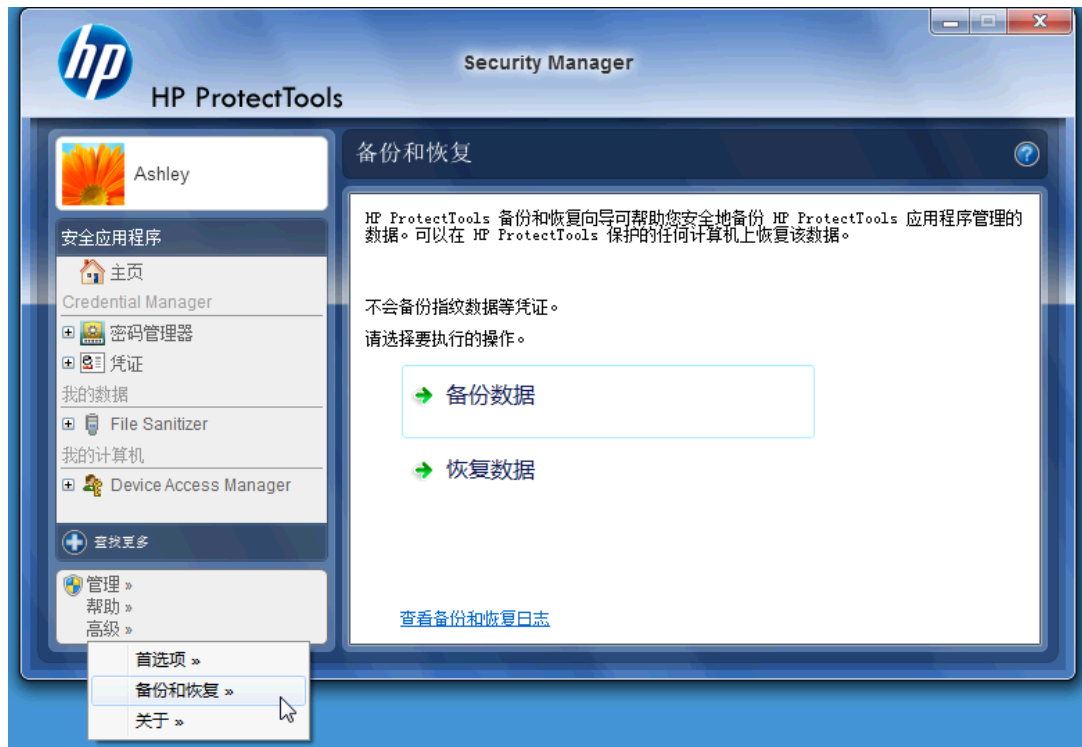 hp
Security Manager
HP ProtectTools
Ashley
安全应用程序
主页
Credential Manager
密码管理器
凭证
我的数据
File Sanitizer
我的计算机
Device Access Manager
查找更多
管理 »
帮助 »
高级 »
首选项 »
备份和恢复 »
关于 »
备份和恢复
?
HP ProtectTools 备份和恢复向导可帮助您安全地备份 HP ProtectTools 应用程序管理的
数据。可以在 HP ProtectTools 保护的任何计算机上恢复该数据。
不会备份指纹数据等凭证。
请选择要执行的操作。
备份数据
恢复数据
查看备份和恢复日志